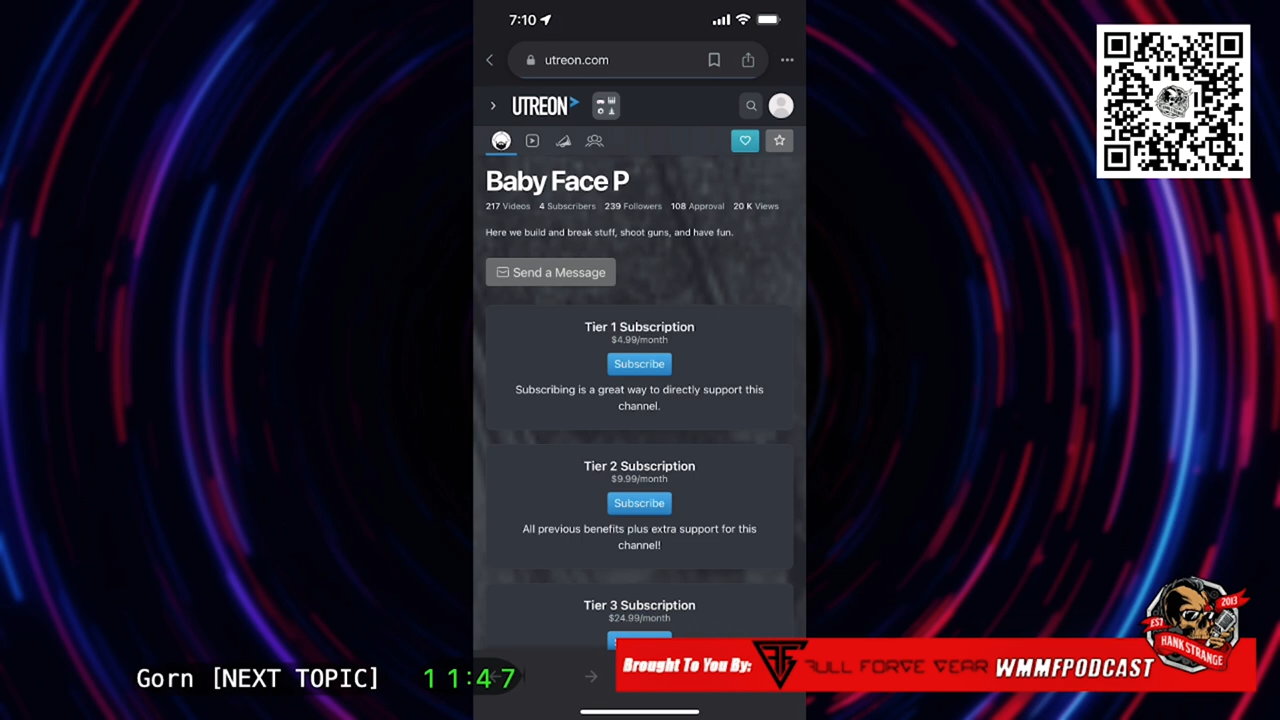 7:10
utreon.com
UTREON
Baby Face P
217 Videos 4 Subscribers 239 Followers 108 Approval 20 K Views
Here we build and break stuff, shoot guns, and have fun.
Send a Message
Tier 1 Subscription
$4.99/month
Subscribe
Subscribing is a great way to directly support this
channel.
Tier 2 Subscription
$9.99/month
Subscribe
All previous benefits plus extra support for this
channel!
Tier 3 Subscription
$24.99/month
EST 2013
HANK STRANGE
Brought To You By: FULL FORGE GEAR WMMFPODCAST
Gorn [NEXT TOPIC] 11:47